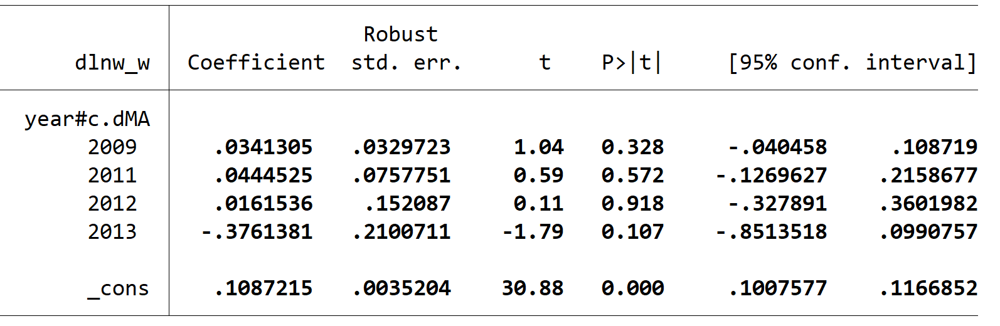 Robust
dlnw_w Coefficient std. err. t P>|t| [95% conf. interval]
year#c.dMA
2009 .0341305 .0329723 1.04 0.328 -.040458 .108719
2011 .0444525 .0757751 0.59 0.572 -.1269627 .2158677
2012 .0161536 .152087 0.11 0.918 -.327891 .3601982
2013 -.3761381 .2100711 -1.79 0.107 -.8513518 .0990757
_cons .1087215 .0035204 30.88 0.000 .1007577 .1166852